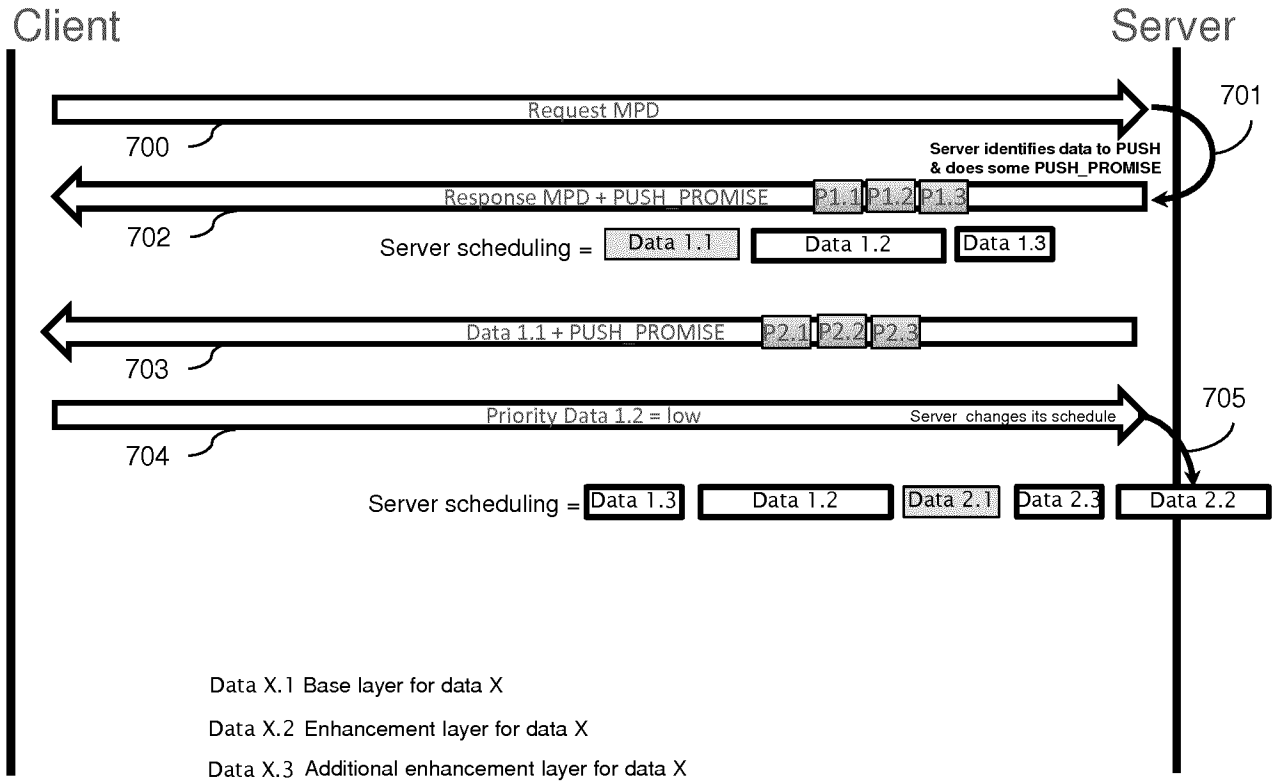 Client Server
Request MPD
701
700
Server identifies data to PUSH
& does some PUSH_PROMISE
Response MPD + PUSH_PROMISE P1.1 P1.2 P1.3
702
Server scheduling = Data 1.1 Data 1.2 Data 1.3
Data 1.1 + PUSH_PROMISE P2.1 P2.2 P2.3
703
Priority Data 1.2 = low Server changes its schedule
705
704
Server scheduling = Data 1.3 Data 1.2 Data 2.1 Data 2.3 Data 2.2
Data X.1 Base layer for data X
Data X.2 Enhancement layer for data X
Data X.3 Additional enhancement layer for data X